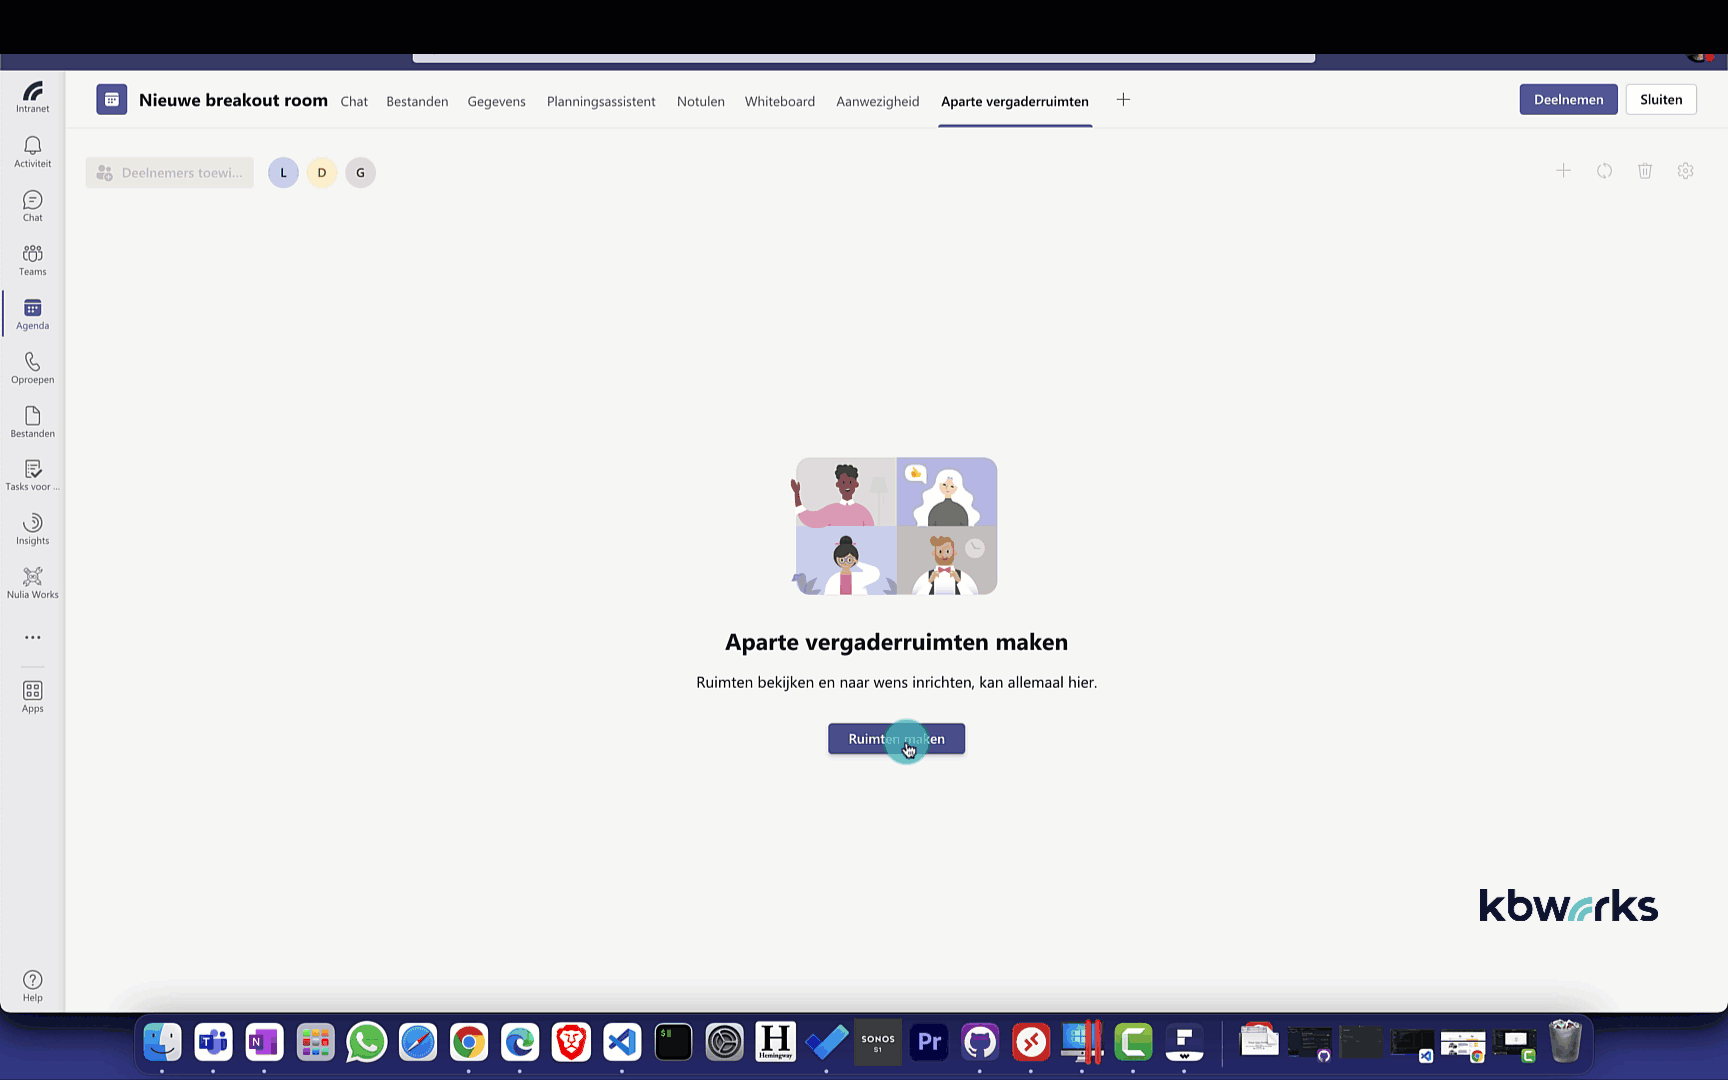 Nieuwe breakout room Chat Bestanden Gegevens Planningsassistent Notulen Whiteboard Aanwezigheid Aparte vergaderruimten
Deelnemen Sluiten
Intranet
Activiteit
Chat
Teams
Agenda
Oproepen
Bestanden
Tasks voor ...
Insights
Nulia Works
Apps
Help
Deelnemers toewi... L D G
Aparte vergaderruimten maken
Ruimten bekijken en naar wens inrichten, kan allemaal hier.
Ruimten maken
kbworks
N $ H Hemingway SONOS S1 Pr